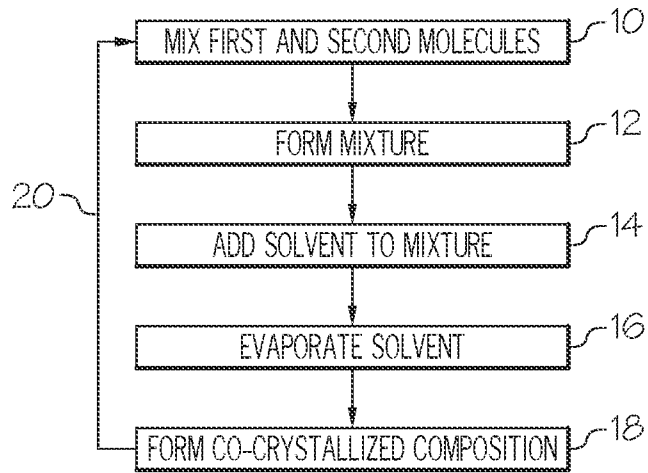 MIX FIRST AND SECOND MOLECULES 10
FORM MIXTURE 12
20
ADD SOLVENT TO MIXTURE 14
EVAPORATE SOLVENT 16
FORM CO-CRYSTALLIZED COMPOSITION 18